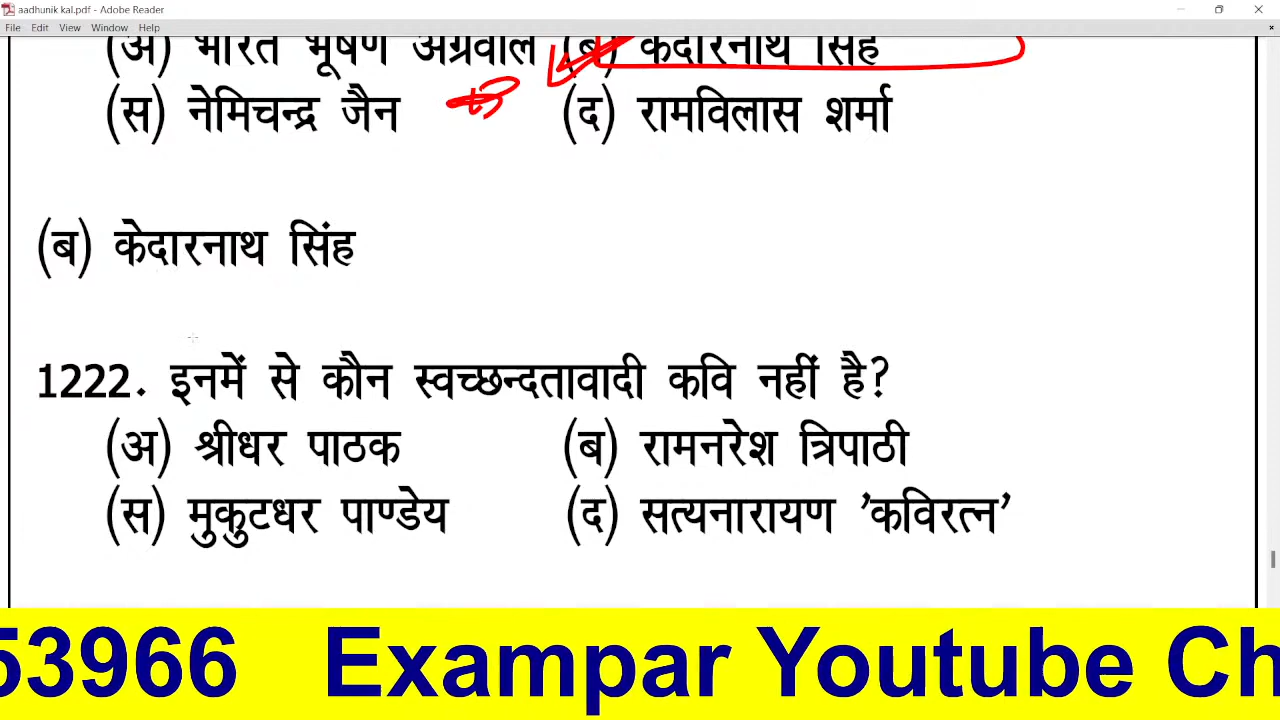 aadhunik kal.pdf - Adobe Reader
File Edit View Window Help
(अ) भारत भूषण अग्रवाल (ब) केदारनाथ सिंह
(स) नेमिचन्द्र जैन (द) रामविलास शर्मा
(ब) केदारनाथ सिंह
1222. इनमें से कौन स्वच्छन्दतावादी कवि नहीं है?
(अ) श्रीधर पाठक (ब) रामनरेश त्रिपाठी
(स) मुकुटधर पाण्डेय (द) सत्यनारायण ’कविरत्न’
53966 Exampar Youtube Ch